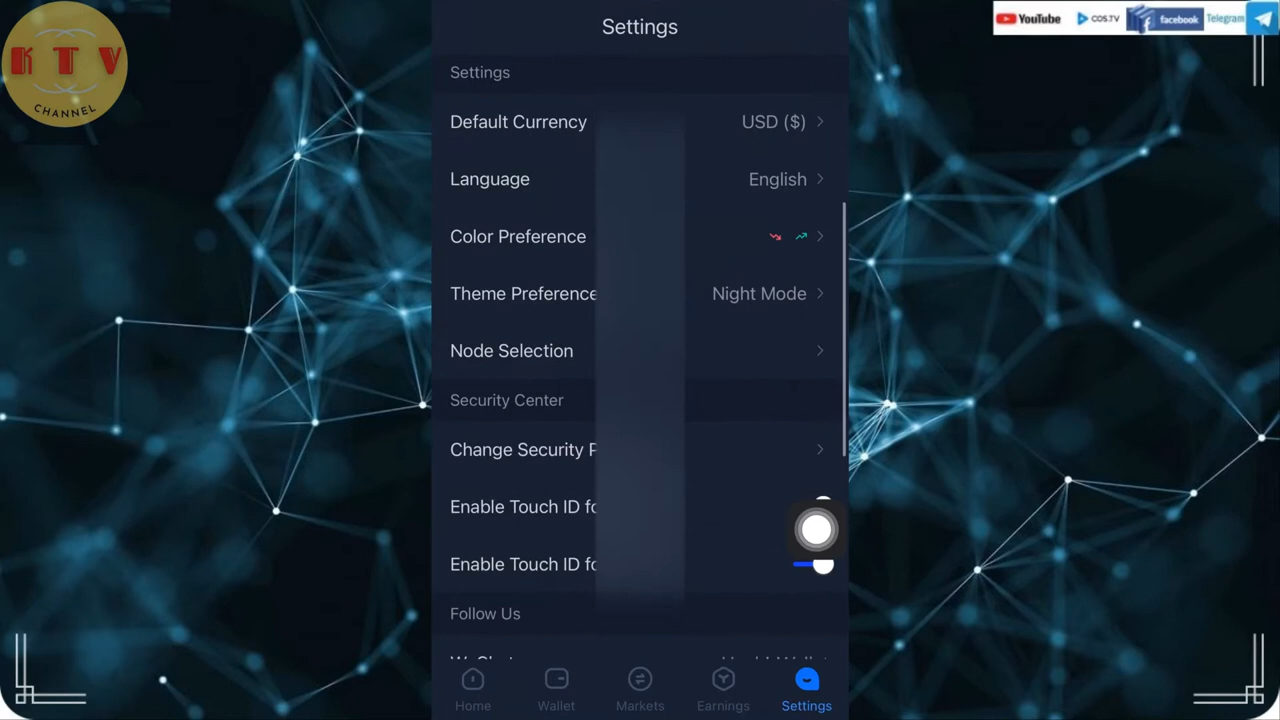 K T V
CHANNEL
YouTube
COS.TV
facebook
Telegram
Settings
Settings
Default Currency USD ($)
Language English
Color Preference
Theme Preference Night Mode
Node Selection
Security Center
Change Security P
Enable Touch ID fo
Enable Touch ID fo
Follow Us
Home Wallet Markets Earnings Settings